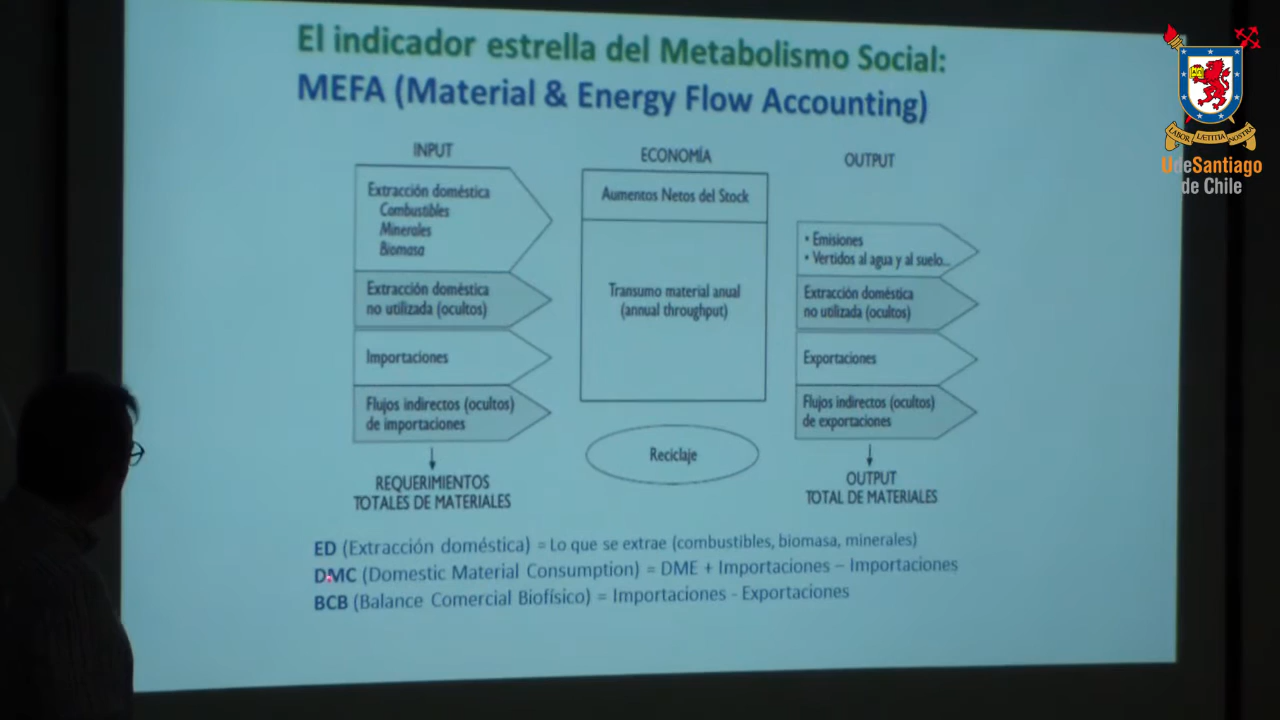 El indicador estrella del Metabolismo Social:
MEFA (Material & Energy Flow Accounting)
INPUT
Extracción doméstica
Combustibles
Minerales
Biomasa
Extracción doméstica
no utilizada (ocultos)
Importaciones
Flujos indirectos (ocultos)
de importaciones
REQUERIMIENTOS
TOTALES DE MATERIALES
ECONOMÍA
Aumentos Netos del Stock
Transumo material anual
(annual throughput)
Reciclaje
OUTPUT
• Emisiones
• Vertidos al agua y al suelo...
Extracción doméstica
no utilizada (ocultos)
Exportaciones
Flujos indirectos (ocultos)
de exportaciones
OUTPUT
TOTAL DE MATERIALES
ED (Extracción doméstica) = Lo que se extrae (combustibles, biomasa, minerales)
DMC (Domestic Material Consumption) = DME + Importaciones – Importaciones
BCB (Balance Comercial Biofísico) = Importaciones - Exportaciones
LABOR LÆTITIA NOSTRA
UdeSantiago
de Chile